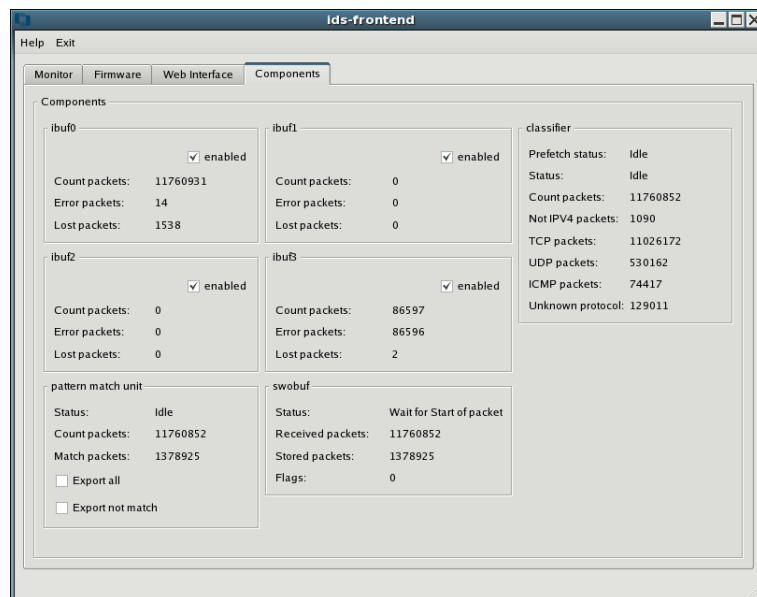 ids-frontend
Help Exit
Monitor Firmware Web Interface Components
Components
ibuf0
enabled
Count packets: 11760931
Error packets: 14
Lost packets: 1538
ibuf1
enabled
Count packets: 0
Error packets: 0
Lost packets: 0
classifier
Prefetch status: Idle
Status: Idle
Count packets: 11760852
Not IPV4 packets: 1090
TCP packets: 11026172
UDP packets: 530162
ICMP packets: 74417
Unknown protocol: 129011
ibuf2
enabled
Count packets: 0
Error packets: 0
Lost packets: 0
ibuf3
enabled
Count packets: 86597
Error packets: 86596
Lost packets: 2
pattern match unit
Status: Idle
Count packets: 11760852
Match packets: 1378925
Export all
Export not match
swobuf
Status: Wait for Start of packet
Received packets: 11760852
Stored packets: 1378925
Flags: 0